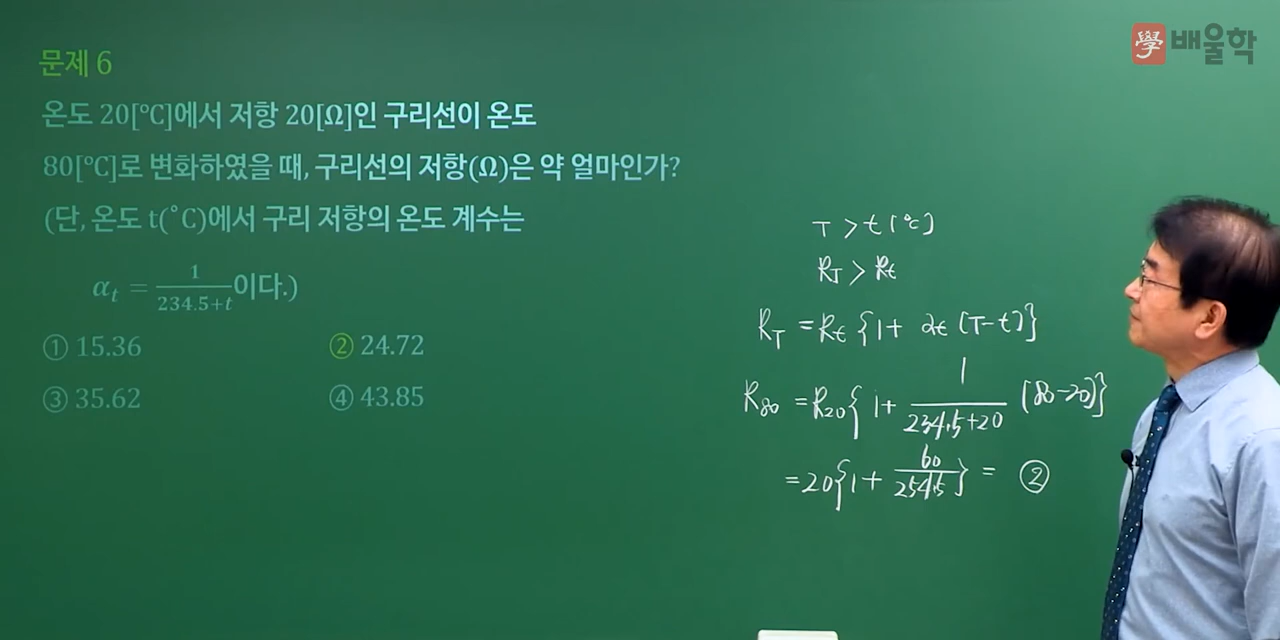 學 배울학
문제 6
온도 20[℃]에서 저항 20[Ω]인 구리선이 온도
80[℃]로 변화하였을 때, 구리선의 저항(Ω)은 약 얼마인가?
(단, 온도 t(˚C)에서 구리 저항의 온도 계수는
αt = 1/(234.5+t)이다.)
① 15.36 ② 24.72
③ 35.62 ④ 43.85
T > t [℃]
RT > Rt
RT = Rt {1 + αt (T-t)}
R80 = R20 {1 + 1/(234.5+20) (80-20)}
= 20{1 + 60/254.5} = ②